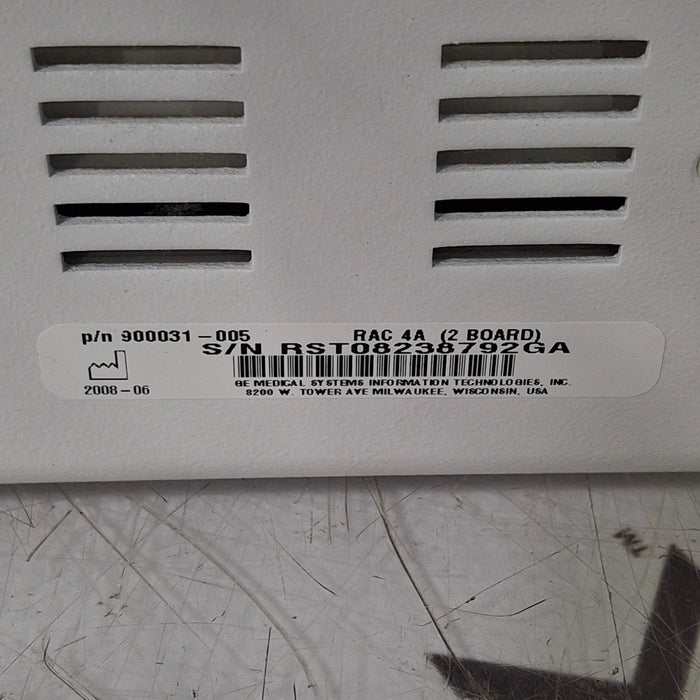 p/n 900031-005 RAC 4A (2 BOARD)
S/N RST08238792GA
2008-06
GE MEDICAL SYSTEMS INFORMATION TECHNOLOGIES, INC.
8200 W. TOWER AVE MILWAUKEE, WISCONSIN, USA